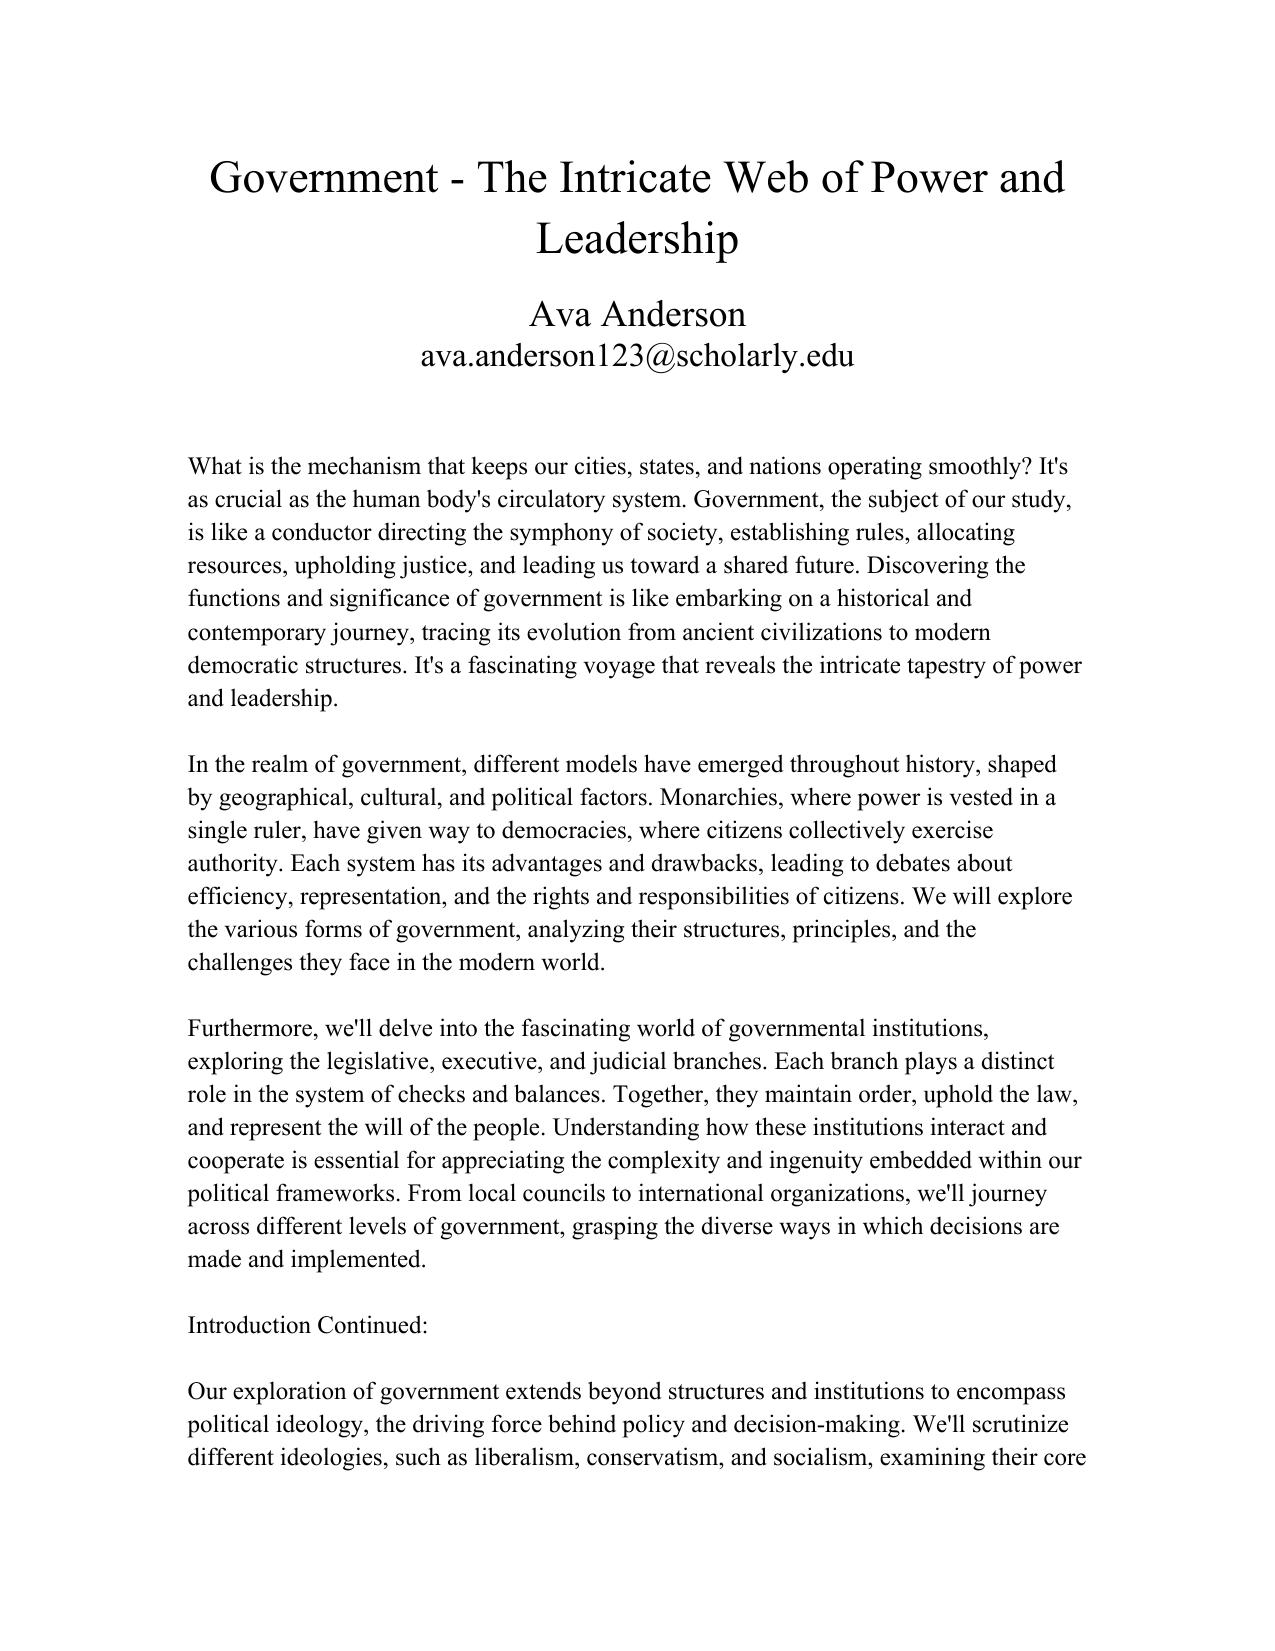 Government - The Intricate Web of Power and
Leadership
Ava Anderson
ava.anderson123@scholarly.edu
What is the mechanism that keeps our cities, states, and nations operating smoothly? It's
as crucial as the human body's circulatory system. Government, the subject of our study,
is like a conductor directing the symphony of society, establishing rules, allocating
resources, upholding justice, and leading us toward a shared future. Discovering the
functions and significance of government is like embarking on a historical and
contemporary journey, tracing its evolution from ancient civilizations to modern
democratic structures. It's a fascinating voyage that reveals the intricate tapestry of power
and leadership.
In the realm of government, different models have emerged throughout history, shaped
by geographical, cultural, and political factors. Monarchies, where power is vested in a
single ruler, have given way to democracies, where citizens collectively exercise
authority. Each system has its advantages and drawbacks, leading to debates about
efficiency, representation, and the rights and responsibilities of citizens. We will explore
the various forms of government, analyzing their structures, principles, and the
challenges they face in the modern world.
Furthermore, we'll delve into the fascinating world of governmental institutions,
exploring the legislative, executive, and judicial branches. Each branch plays a distinct
role in the system of checks and balances. Together, they maintain order, uphold the law,
and represent the will of the people. Understanding how these institutions interact and
cooperate is essential for appreciating the complexity and ingenuity embedded within our
political frameworks. From local councils to international organizations, we'll journey
across different levels of government, grasping the diverse ways in which decisions are
made and implemented.
Introduction Continued:
Our exploration of government extends beyond structures and institutions to encompass
political ideology, the driving force behind policy and decision-making. We'll scrutinize
different ideologies, such as liberalism, conservatism, and socialism, examining their core